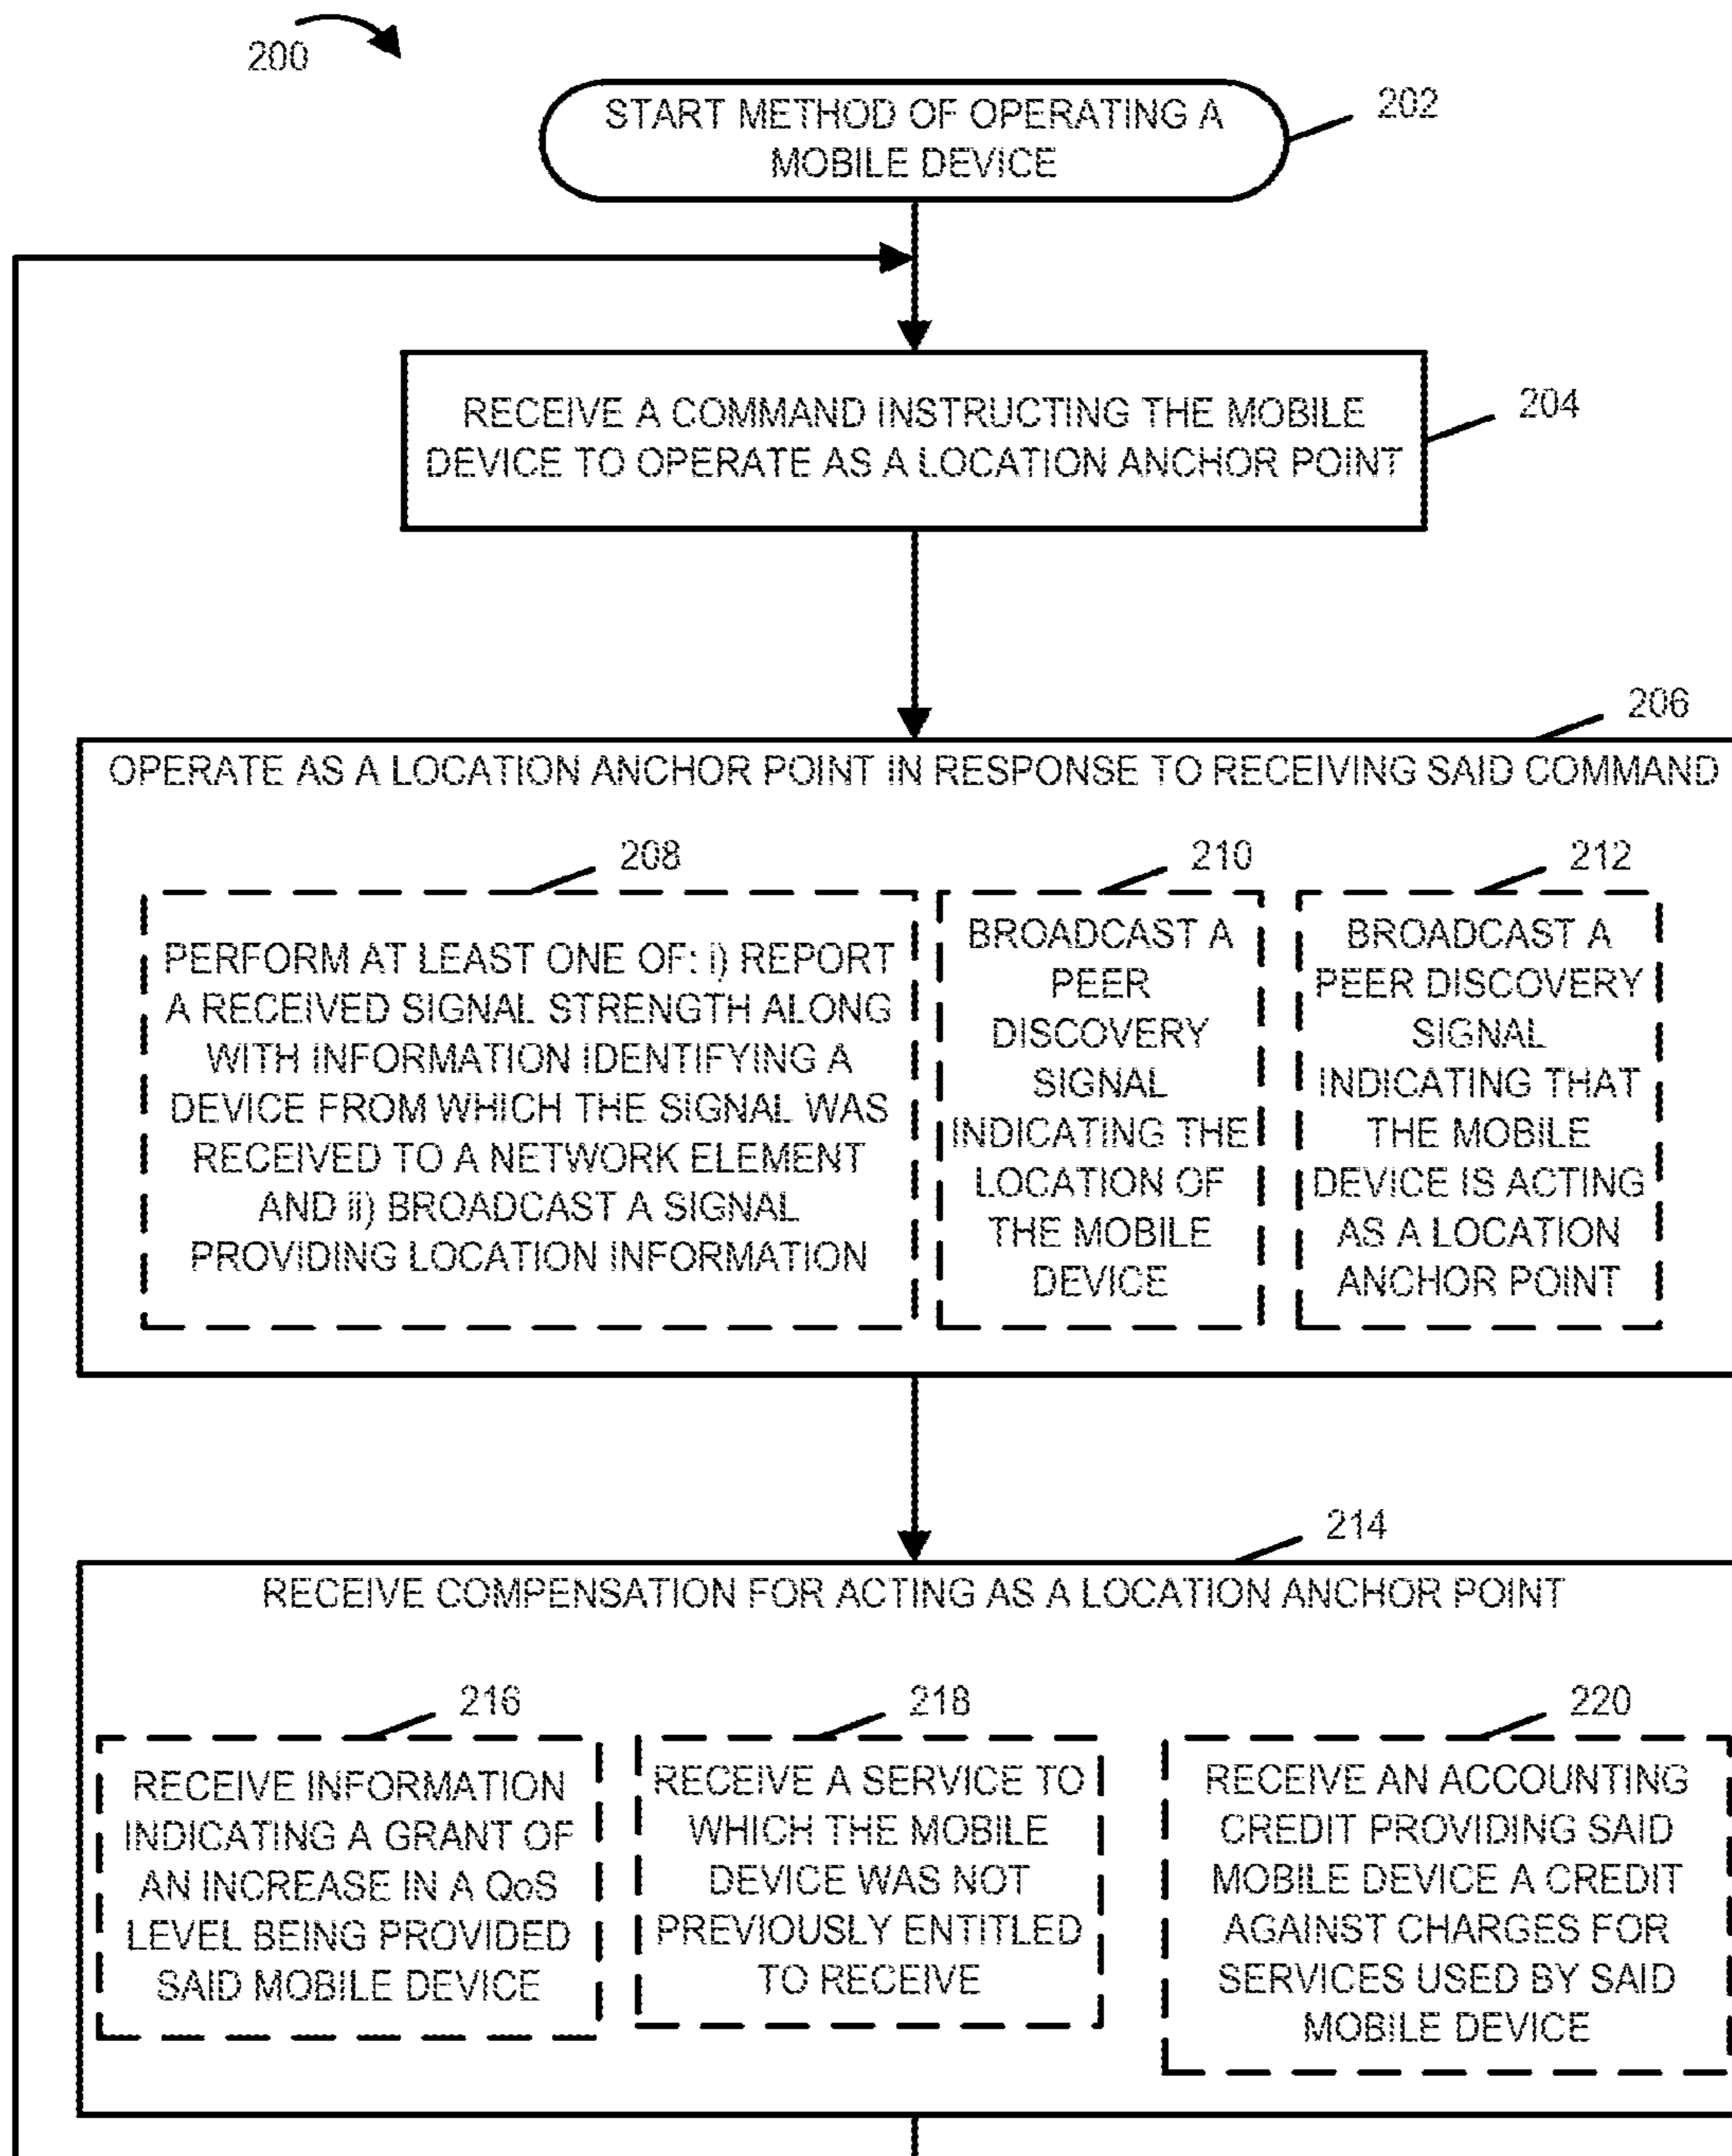 200
START METHOD OF OPERATING A
MOBILE DEVICE
202
RECEIVE A COMMAND INSTRUCTING THE MOBILE
DEVICE TO OPERATE AS A LOCATION ANCHOR POINT
204
206
OPERATE AS A LOCATION ANCHOR POINT IN RESPONSE TO RECEIVING SAID COMMAND
208
PERFORM AT LEAST ONE OF: i) REPORT
A RECEIVED SIGNAL STRENGTH ALONG
WITH INFORMATION IDENTIFYING A
DEVICE FROM WHICH THE SIGNAL WAS
RECEIVED TO A NETWORK ELEMENT
AND ii) BROADCAST A SIGNAL
PROVIDING LOCATION INFORMATION
210
BROADCAST A
PEER
DISCOVERY
SIGNAL
INDICATING THE
LOCATION OF
THE MOBILE
DEVICE
212
BROADCAST A
PEER DISCOVERY
SIGNAL
INDICATING THAT
THE MOBILE
DEVICE IS ACTING
AS A LOCATION
ANCHOR POINT
214
RECEIVE COMPENSATION FOR ACTING AS A LOCATION ANCHOR POINT
216
RECEIVE INFORMATION
INDICATING A GRANT OF
AN INCREASE IN A QoS
LEVEL BEING PROVIDED
SAID MOBILE DEVICE
218
RECEIVE A SERVICE TO
WHICH THE MOBILE
DEVICE WAS NOT
PREVIOUSLY ENTITLED
TO RECEIVE
220
RECEIVE AN ACCOUNTING
CREDIT PROVIDING SAID
MOBILE DEVICE A CREDIT
AGAINST CHARGES FOR
SERVICES USED BY SAID
MOBILE DEVICE